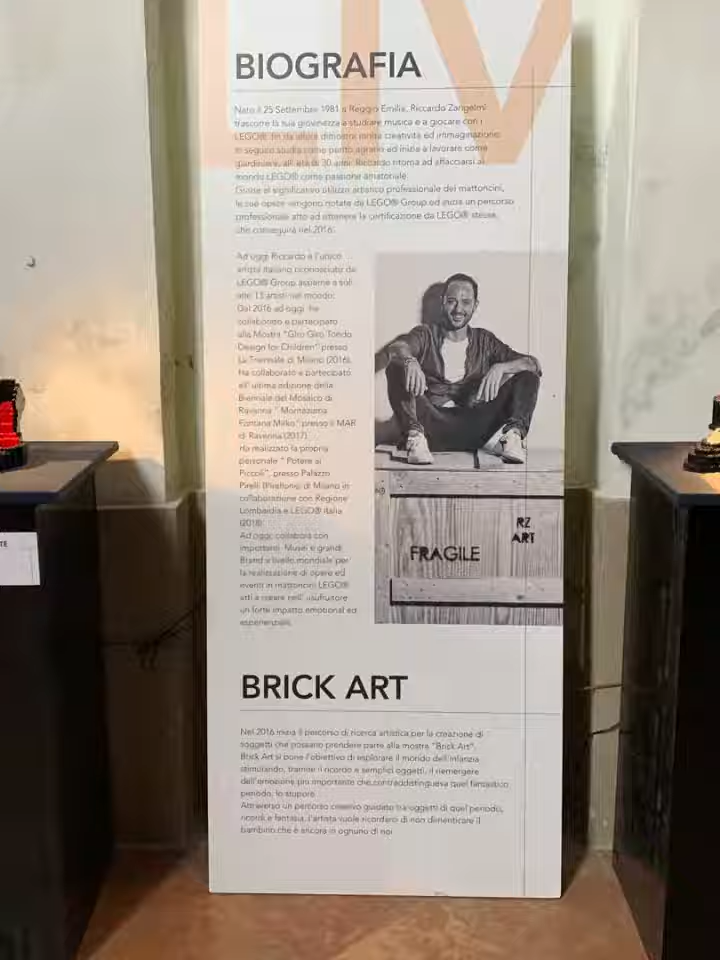 BIOGRAFIA
Nato il 25 Settembre 1981 a Reggio Emilia, Riccardo Zangelmi
trascorre la sua giovinezza a studiare musica e a giocare con i
LEGO®, fin da allora dimostra innata creatività ed immaginazione.
In seguito studia come perito agrario ed inizia a lavorare come
giardiniere, all' età di 30 anni, Riccardo ritorna ad affacciarsi al
mondo LEGO® come passione amatoriale.
Grazie al significativo utilizzo artistico professionale dei mattoncini,
le sue opere vengono notate da LEGO® Group ed inizia un percorso
professionale atto ad ottenere la certificazione da LEGO® stessa,
che conseguirà nel 2016.
Ad oggi Riccardo è l'unico
artista italiano riconosciuto da
LEGO® Group assieme a soli
altri 13 artisti nel mondo.
Dal 2016 ad oggi, ha
collaborato e partecipato
alla Mostra "Giro Giro Tondo
Design for Children" presso
La Triennale di Milano (2016).
Ha collaborato e partecipato
all' ultima edizione della
Biennale del Mosaico di
Ravenna " Montezuma
Fontana Mirko" presso il MAR
di Ravenna (2017).
Ha realizzato la propria
personale " Potere ai
Piccoli", presso Palazzo
Pirelli (Pirellone) di Milano in
collaborazione con Regione
Lombardia e LEGO® Italia
(2018)
Ad oggi, collabora con
importanti Musei e grandi
Brand a livello mondiale per
la realizzazione di opere ed
eventi in mattoncini LEGO®
atti a creare nell' usufruitore
un forte impatto emotional ed
esperienziale.
RZ
ART
FRAGILE
BRICK ART
Nel 2016 inizia il percorso di ricerca artistica per la creazione di
soggetti che possano prendere parte alla mostra "Brick Art".
Brick Art si pone l'obiettivo di esplorare il mondo dell'infanzia
stimolando, tramite il ricordo e semplici oggetti, il riemergere
dell'emozione più importante che contraddistingueva quel fantastico
periodo, lo stupore.
Attraverso un percorso creativo guidato tra oggetti di quel periodo,
ricordi e fantasia, l'artista vuole ricordarci di non dimenticare il
bambino che è ancora in ognuno di noi